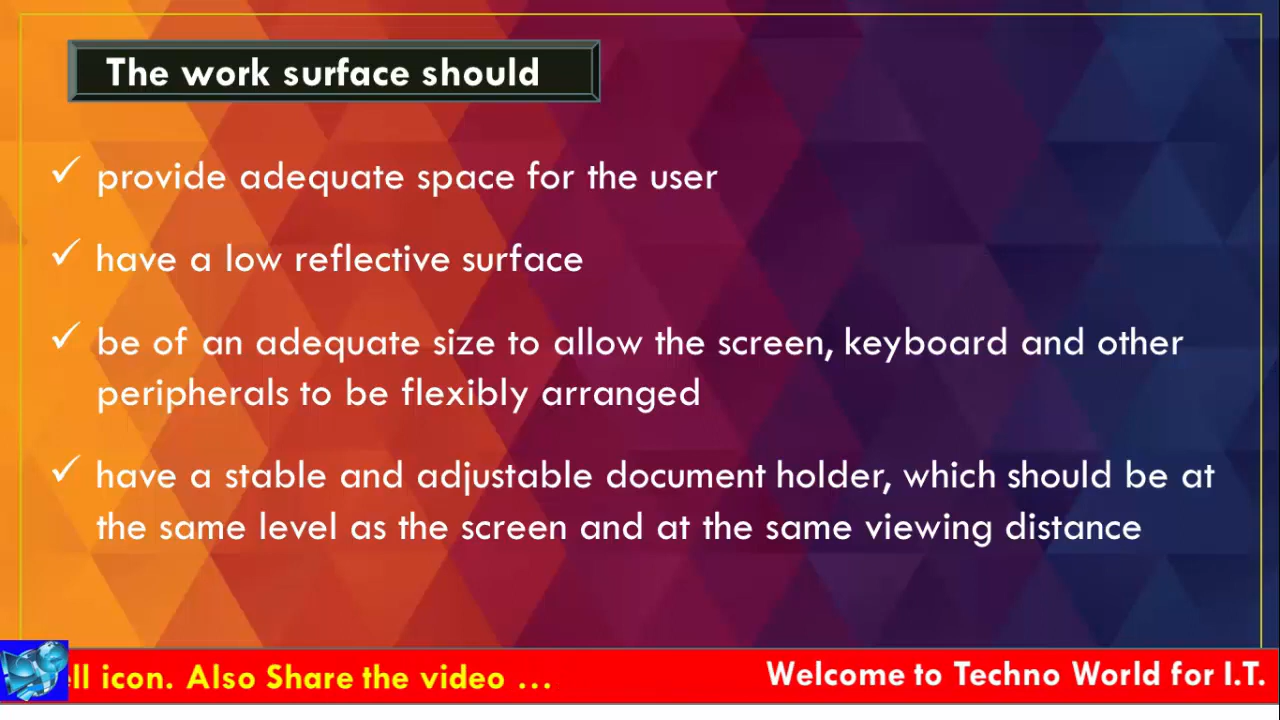 The work surface should
✓ provide adequate space for the user
✓ have a low reflective surface
✓ be of an adequate size to allow the screen, keyboard and other
peripherals to be flexibly arranged
✓ have a stable and adjustable document holder, which should be at
the same level as the screen and at the same viewing distance
icon. Also Share the video ...
Welcome to Techno World for I.T.